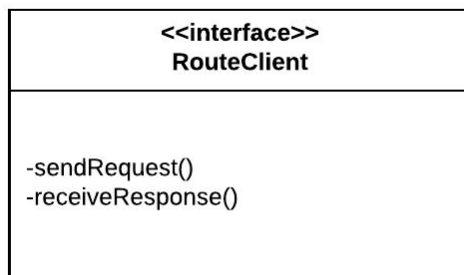 <<interface>>
RouteClient
-sendRequest()
-receiveResponse()